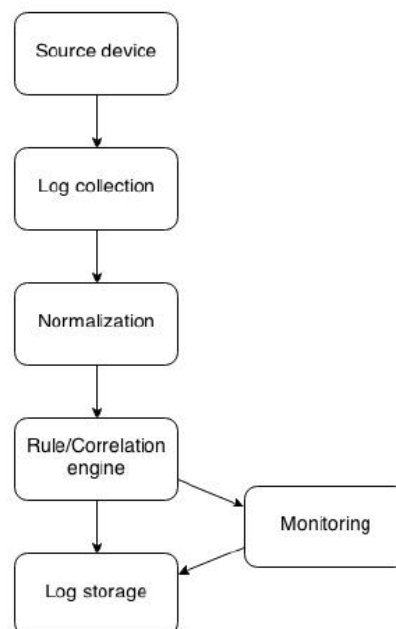 Source device
Log collection
Normalization
Rule/Correlation
engine
Monitoring
Log storage